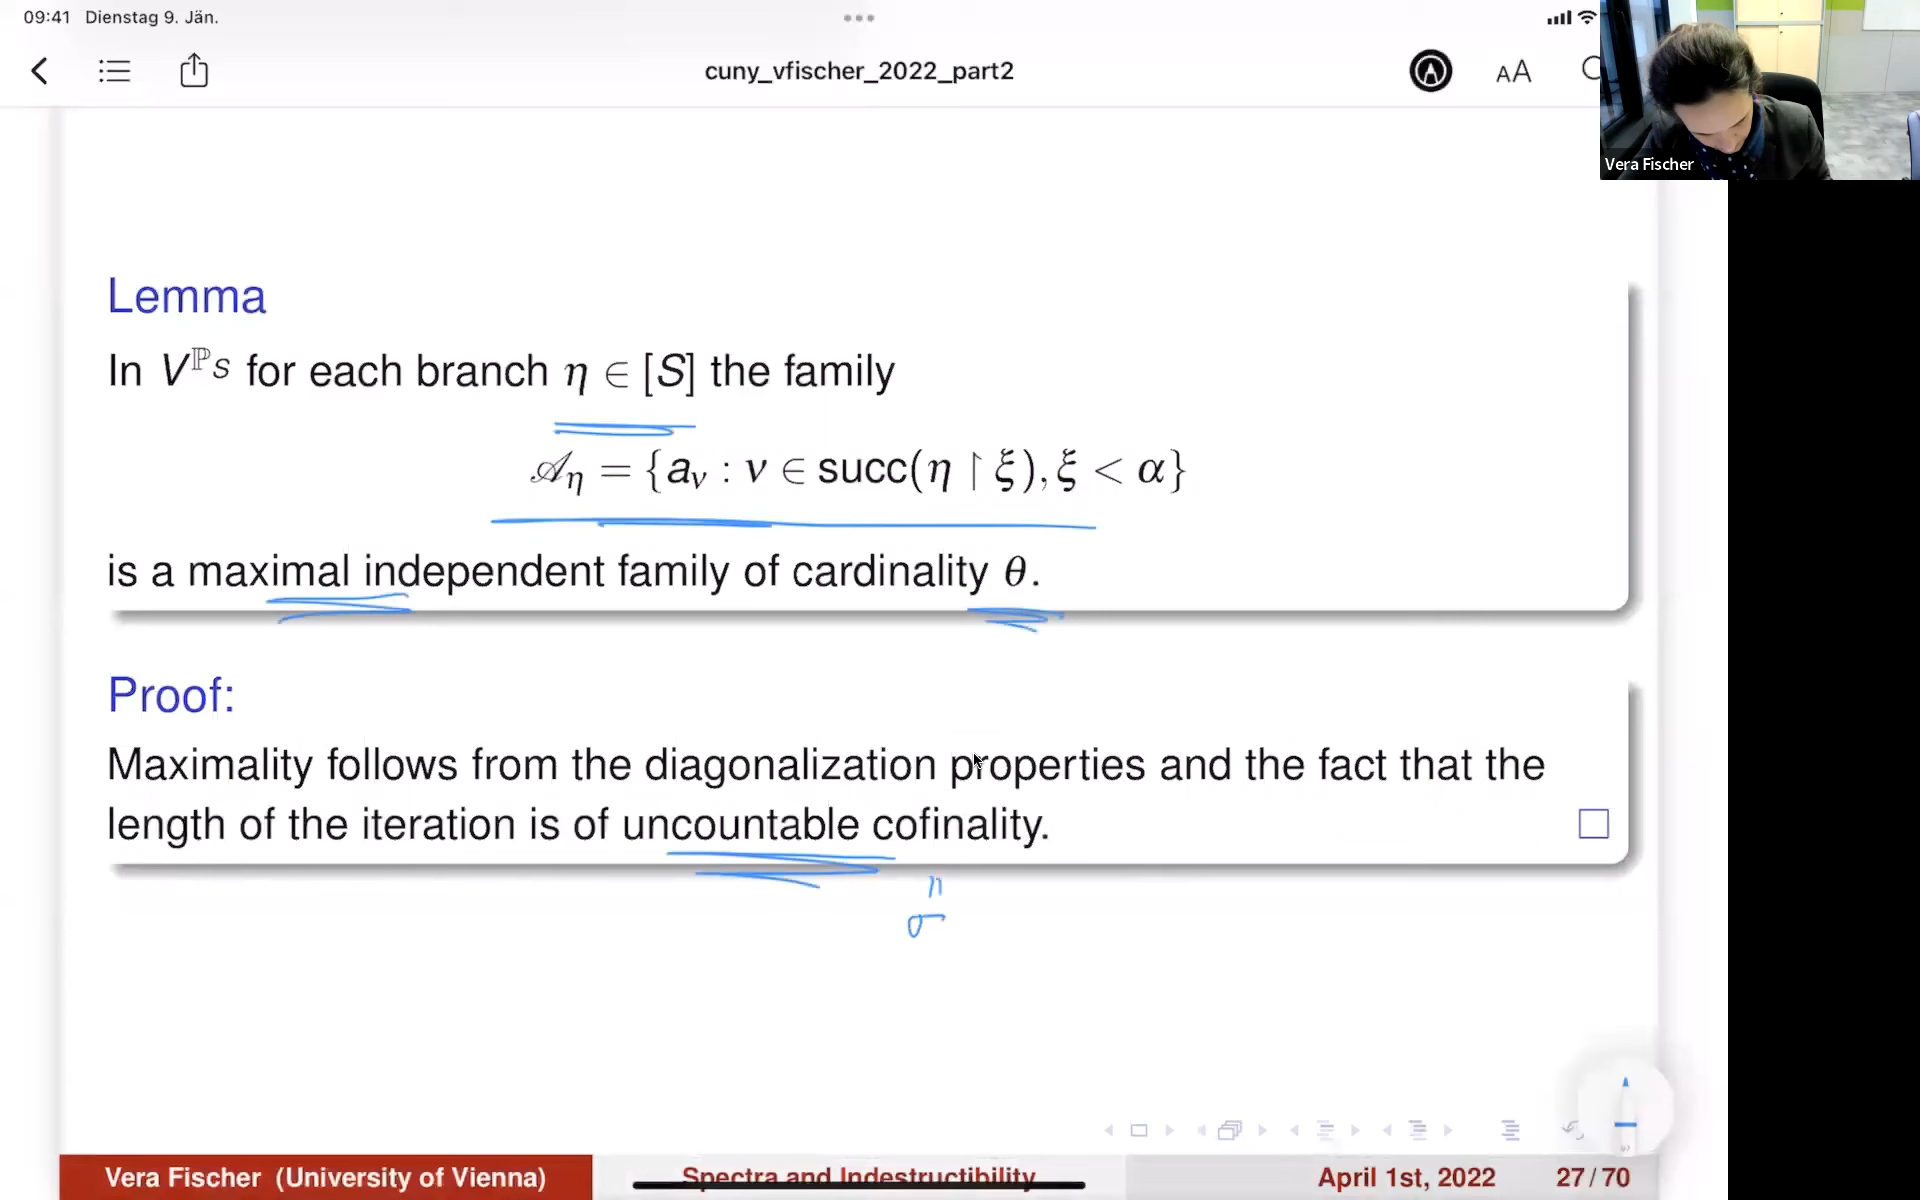 09:41 Dienstag 9. Jän.
cuny_vfischer_2022_part2
AA
Vera Fischer
Lemma
In V^{ℙ_S} for each branch η ∈ [S] the family
𝒜_η = {a_ν : ν ∈ succ(η ↾ ξ), ξ < α}
is a maximal independent family of cardinality θ.
Proof:
Maximality follows from the diagonalization properties and the fact that the
length of the iteration is of uncountable cofinality.
σ
Vera Fischer (University of Vienna)
Spectra and Indestructibility
April 1st, 2022
27 / 70